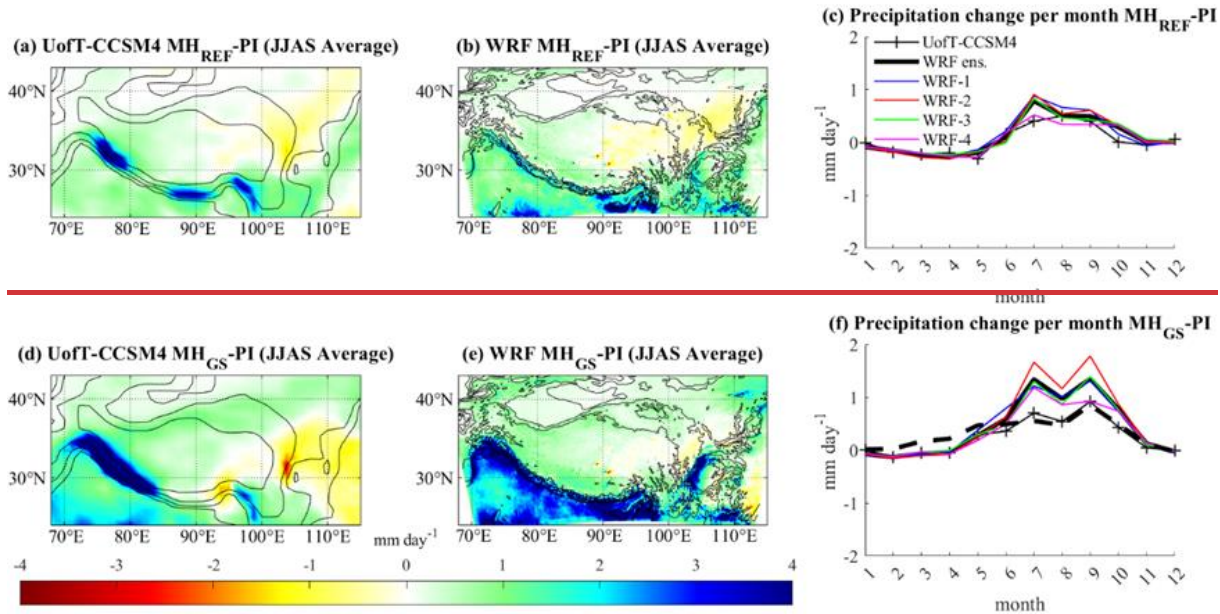 (a) UofT-CCSM4 MH_REF-PI (JJAS Average)
40°N
30°N
70°E 80°E 90°E 100°E 110°E
(b) WRF MH_REF-PI (JJAS Average)
40°N
30°N
70°E 80°E 90°E 100°E 110°E
(c) Precipitation change per month MH_REF-PI
UofT-CCSM4
WRF ens.
WRF-1
WRF-2
WRF-3
WRF-4
mm day⁻¹
2
1
0
-1
-2
1 2 3 4 5 6 7 8 9 10 11 12
month
(d) UofT-CCSM4 MH_GS-PI (JJAS Average)
40°N
30°N
70°E 80°E 90°E 100°E 110°E
(e) WRF MH_GS-PI (JJAS Average)
40°N
30°N
70°E 80°E 90°E 100°E 110°E
(f) Precipitation change per month MH_GS-PI
mm day⁻¹
2
1
0
-1
-2
1 2 3 4 5 6 7 8 9 10 11 12
month
mm day⁻¹
-4 -3 -2 -1 0 1 2 3 4